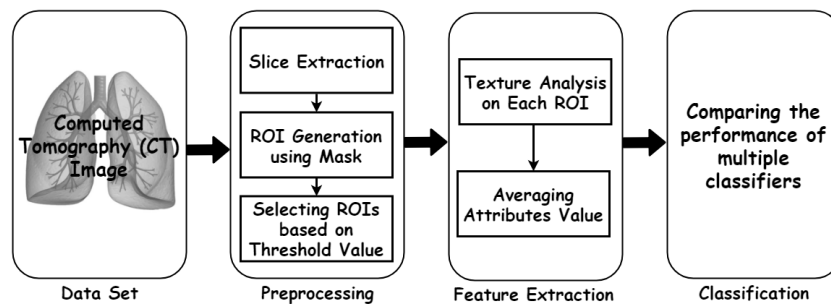 Computed
Tomography (CT)
Image
Data Set
Slice Extraction
ROI Generation
using Mask
Selecting ROIs
based on
Threshold Value
Preprocessing
Texture Analysis
on Each ROI
Averaging
Attributes Value
Feature Extraction
Comparing the
performance of
multiple
classifiers
Classification